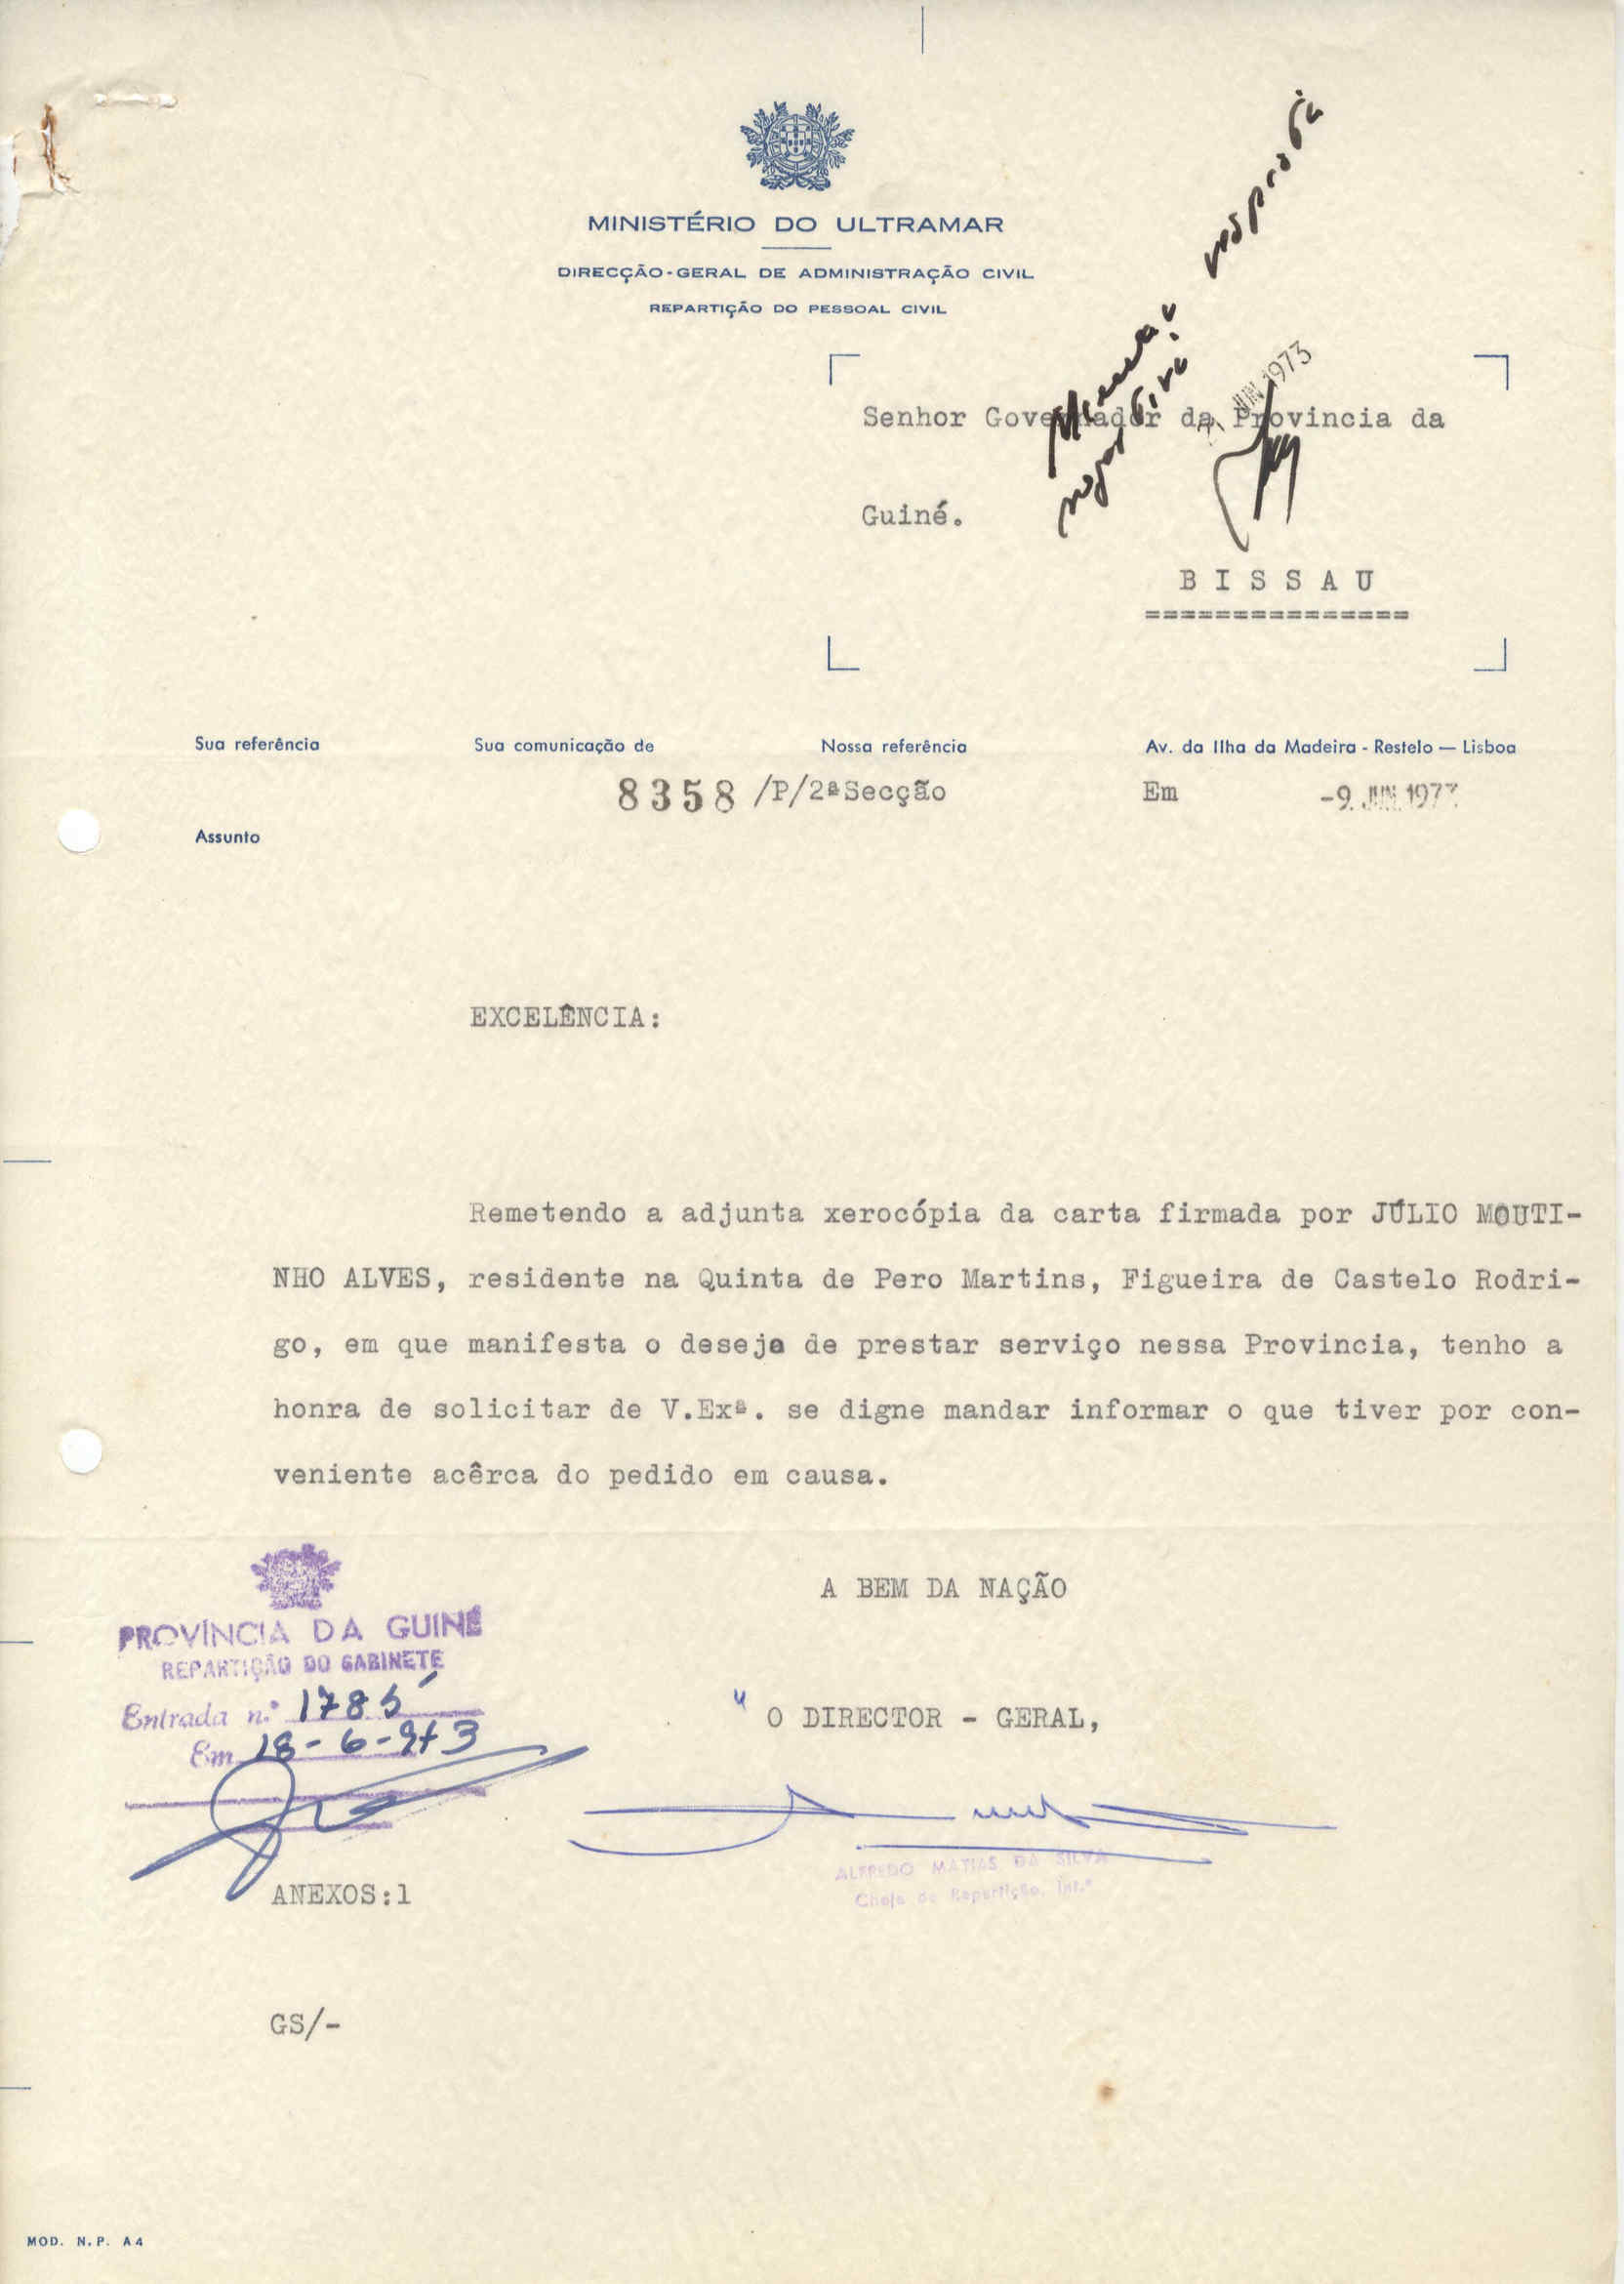 MINISTÉRIO DO ULTRAMAR
DIRECÇÃO-GERAL DE ADMINISTRAÇÃO CIVIL
REPARTIÇÃO DO PESSOAL CIVIL
JUN 1973
Senhor Governador da Provincia da
Guiné.
B I S S A U
===============
Sua referência
Sua comunicação de
Nossa referência
Av. da Ilha da Madeira - Restelo — Lisboa
8358 /P/2ªSecção
Em -9. JUN. 1973
Assunto
EXCELÊNCIA:
Remetendo a adjunta xerocópia da carta firmada por JÚLIO MOUTI-
NHO ALVES, residente na Quinta de Pero Martins, Figueira de Castelo Rodri-
go, em que manifesta o desejo de prestar serviço nessa Provincia, tenho a
honra de solicitar de V.Exª. se digne mandar informar o que tiver por con-
veniente acêrca do pedido em causa.
A BEM DA NAÇÃO
PROVÍNCIA DA GUINÉ
REPARTIÇÃO DO GABINETE
Entrada n.º 1785
Em 18-6-973
O DIRECTOR - GERAL,
ALFREDO MATIAS DA SILVA
Chefe de Repartição, Int.º
ANEXOS:1
GS/-
MOD. N.P. A4